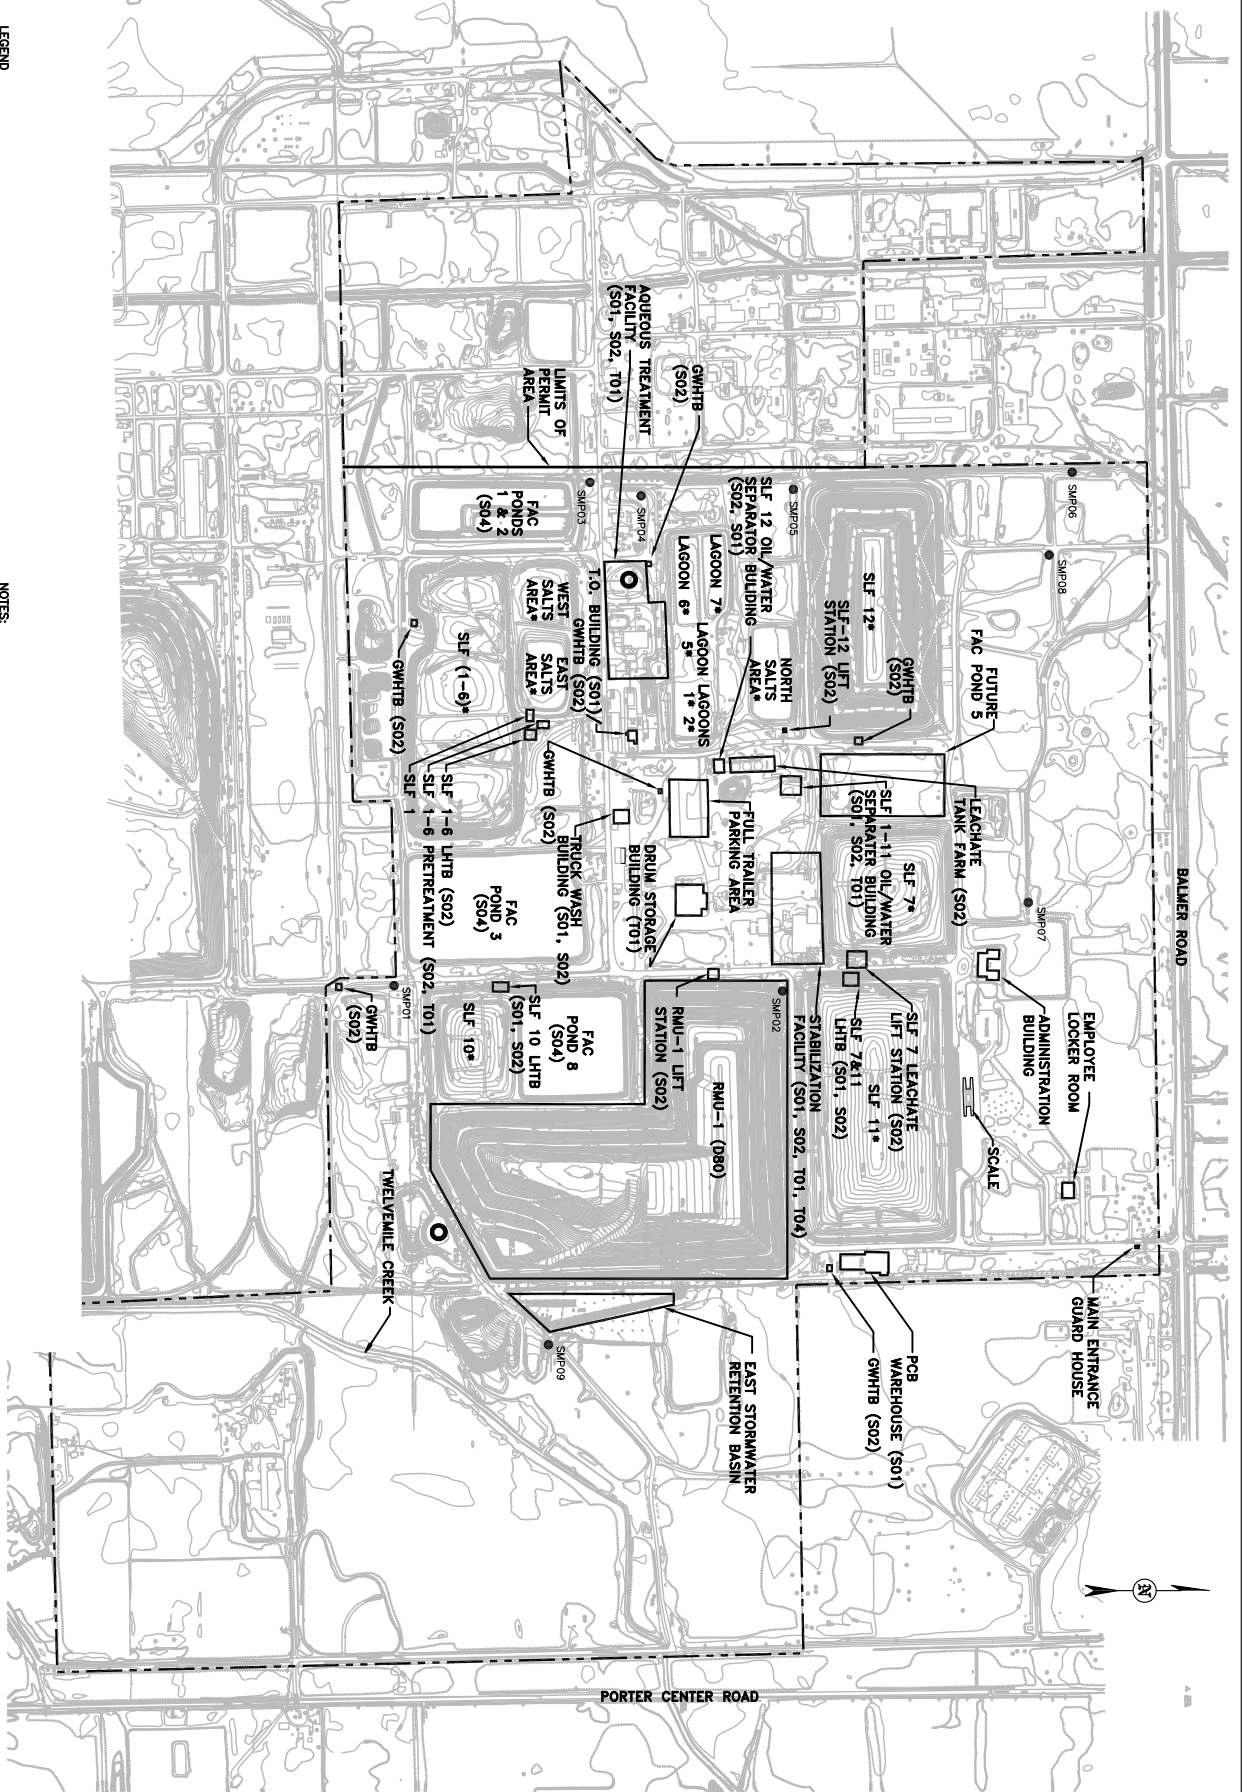 BALMER ROAD
SMP06
SMP08
FUTURE
FAC POND 5
SMP07
LEACHATE
TANK FARM (S02)
ADMINISTRATION
BUILDING
EMPLOYEE
LOCKER ROOM
SCALE
MAIN ENTRANCE
GUARD HOUSE
SLF 12*
SLF-12 LIFT
STATION (S02)
GWHTB
(S02)
SLF 7*
SLF 1-11 OIL/WATER
SEPARATER BUILDING
(S01, S02, T01)
SLF 7 LEACHATE
LIFT STATION (S02)
SLF 11*
SLF 7&11
LHTB (S01, S02)
STABILIZATION
FACILITY (S01, S02, T01, T04)
PCB
WAREHOUSE (S01)
GWHTB (S02)
SMP05
SLF 12 OIL/WATER
SEPARATOR BULIDING
(S02, S01)
NORTH
SALTS
AREA*
LAGOON 7*
LAGOON 6*
LAGOON
5*
LAGOONS
1* 2*
FULL TRAILER
PARKING AREA
SMP02
RMU-1 (D80)
RMU-1 LIFT
STATION (S02)
EAST STORMWATER
RETENTION BASIN
GWHTB
(S02)
AQUEOUS TREATMENT
FACILITY
(S01, S02, T01)
SMP04
SMP03
T.O. BUILDING (S01)
GWHTB (S02)
DRUM STORAGE
BUILDING (T01)
TRUCK WASH
BUILDING (S01, S02)
GWHTB (S02)
LIMITS OF
PERMIT
AREA
FAC
PONDS
1 & 2
(S04)
WEST
SALTS
AREA*
EAST
SALTS
AREA*
SLF (1-6)*
FAC
POND 3
(S04)
FAC
POND 8
(S04)
SLF 10 LHTB
(S01, S02)
SLF 10*
SMP09
SLF 1-6 LHTB (S02)
SLF 1-6 PRETREATMENT (S02, T01)
SLF 1
GWHTB (S02)
SMP01
GWHTB
(S02)
TWELVEMILE CREEK
PORTER CENTER ROAD
N
LEGEND
NOTES: